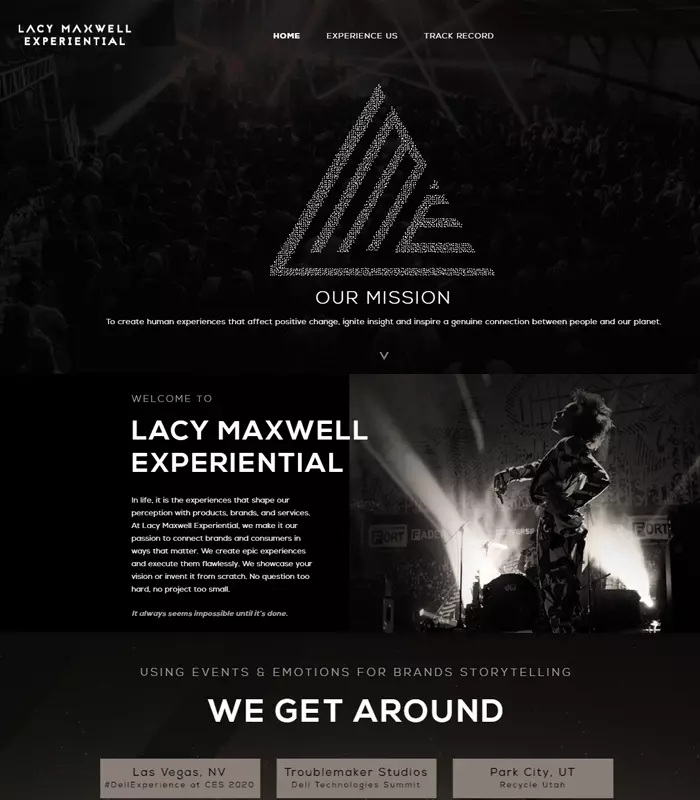 LACY MAXWELL
EXPERIENTIAL
HOME EXPERIENCE US TRACK RECORD
OUR MISSION
To create human experiences that affect positive change, ignite insight and inspire a genuine connection between people and our planet.
WELCOME TO
LACY MAXWELL
EXPERIENTIAL
In life, it is the experiences that shape our
perception with products, brands, and services.
At Lacy Maxwell Experiential, we make it our
passion to connect brands and consumers in
ways that matter. We create epic experiences
and execute them flawlessly. We showcase your
vision or invent it from scratch. No question too
hard, no project too small.
It always seems impossible until it's done.
FORT
USING EVENTS & EMOTIONS FOR BRANDS STORYTELLING
WE GET AROUND
Las Vegas, NV
#DellExperience at CES 2020
Troublemaker Studios
Dell Technologies Summit
Park City, UT
Recycle Utah